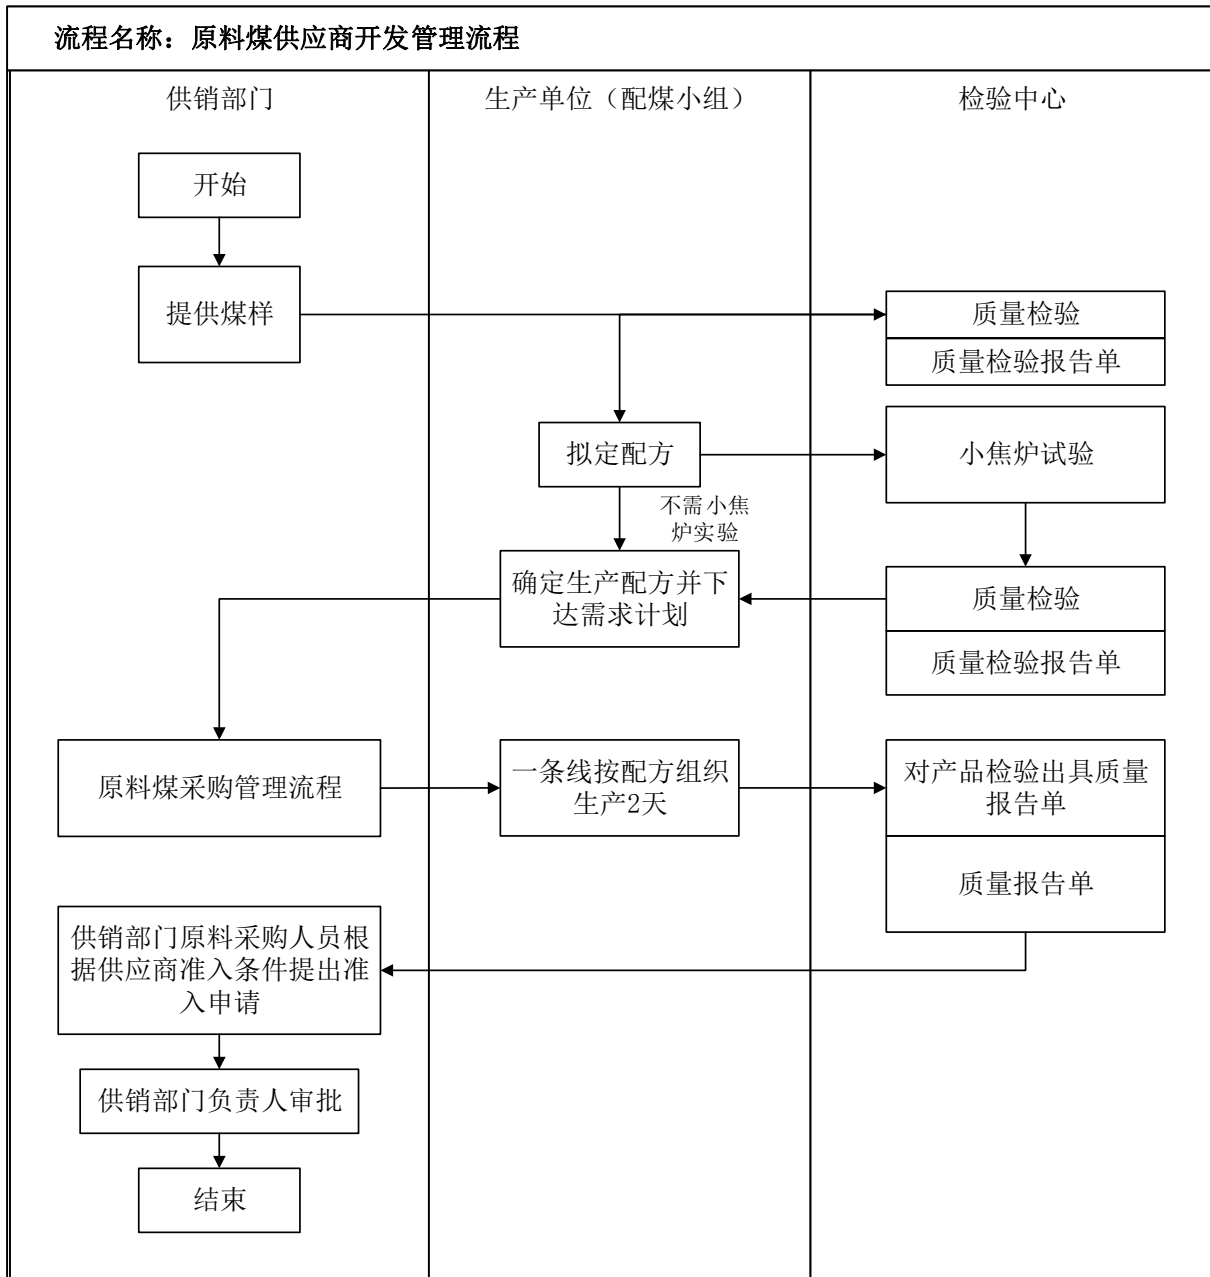 流程名称：原料煤供应商开发管理流程
供销部门
生产单位（配煤小组）
检验中心
开始
提供煤样
质量检验
质量检验报告单
拟定配方
小焦炉试验
不需小焦
炉实验
确定生产配方并下
达需求计划
质量检验
质量检验报告单
原料煤采购管理流程
一条线按配方组织
生产2天
对产品检验出具质量
报告单
质量报告单
供销部门原料采购人员根
据供应商准入条件提出准
入申请
供销部门负责人审批
结束